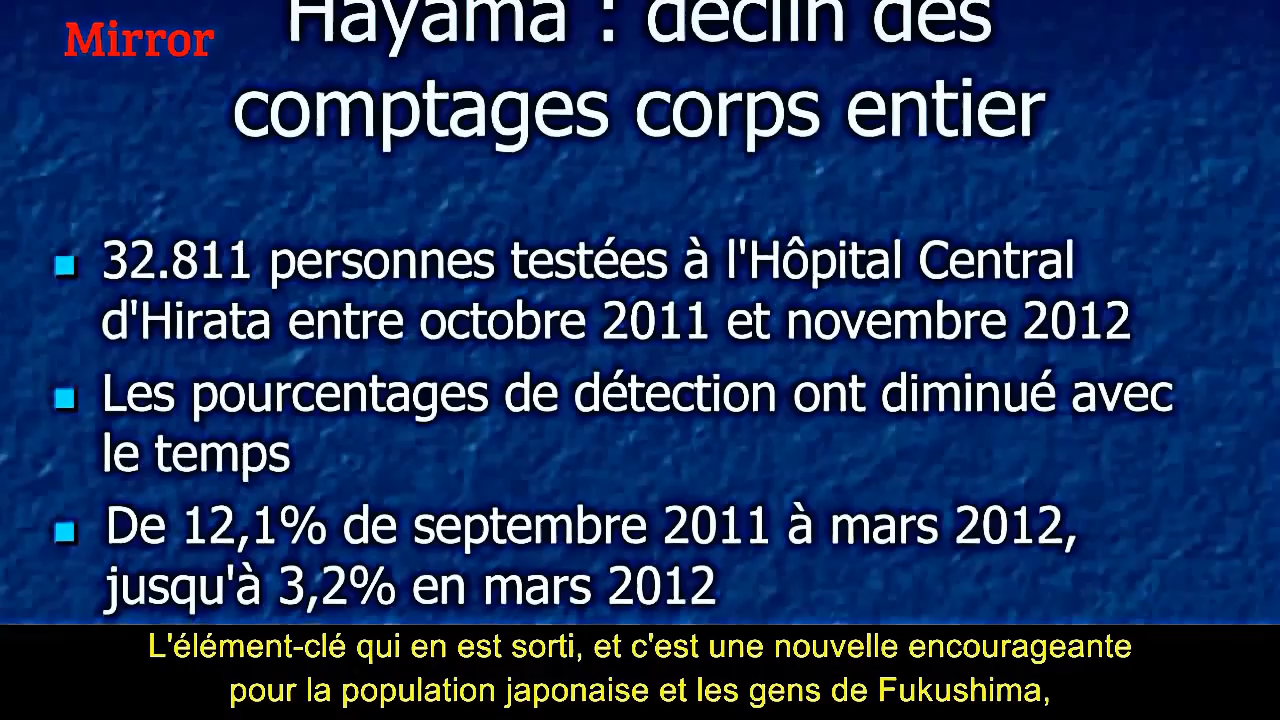 Mirror
Hayama : déclin des
comptages corps entier
32.811 personnes testées à l'Hôpital Central
d'Hirata entre octobre 2011 et novembre 2012
Les pourcentages de détection ont diminué avec
le temps
De 12,1% de septembre 2011 à mars 2012,
jusqu'à 3,2% en mars 2012
L'élément-clé qui en est sorti, et c'est une nouvelle encourageante
pour la population japonaise et les gens de Fukushima,